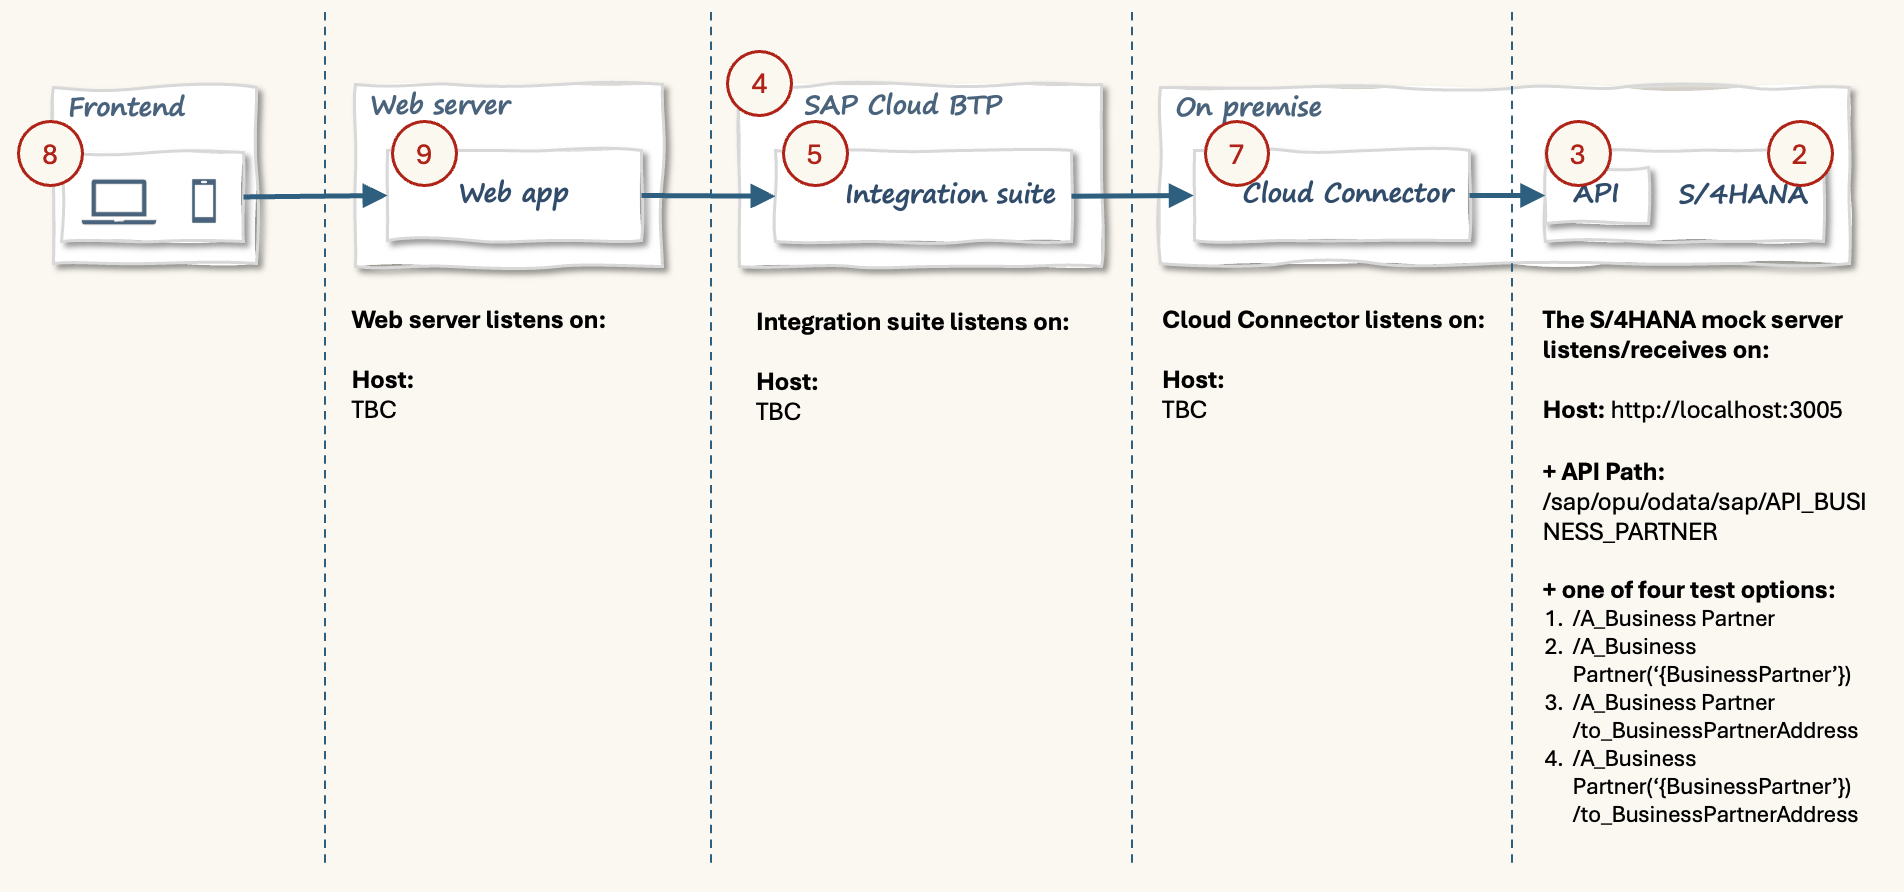 Frontend
8
Web server
9
Web app
4
SAP Cloud BTP
5
Integration suite
On premise
7
Cloud Connector
3
API
2
S/4HANA
Web server listens on:
Host:
TBC
Integration suite listens on:
Host:
TBC
Cloud Connector listens on:
Host:
TBC
The S/4HANA mock server
listens/receives on:
Host: http://localhost:3005
+ API Path:
/sap/opu/odata/sap/API_BUSI
NESS_PARTNER
+ one of four test options:
1. /A_Business Partner
2. /A_Business
Partner(‘{BusinessPartner’})
3. /A_Business Partner
/to_BusinessPartnerAddress
4. /A_Business
Partner(‘{BusinessPartner’})
/to_BusinessPartnerAddress